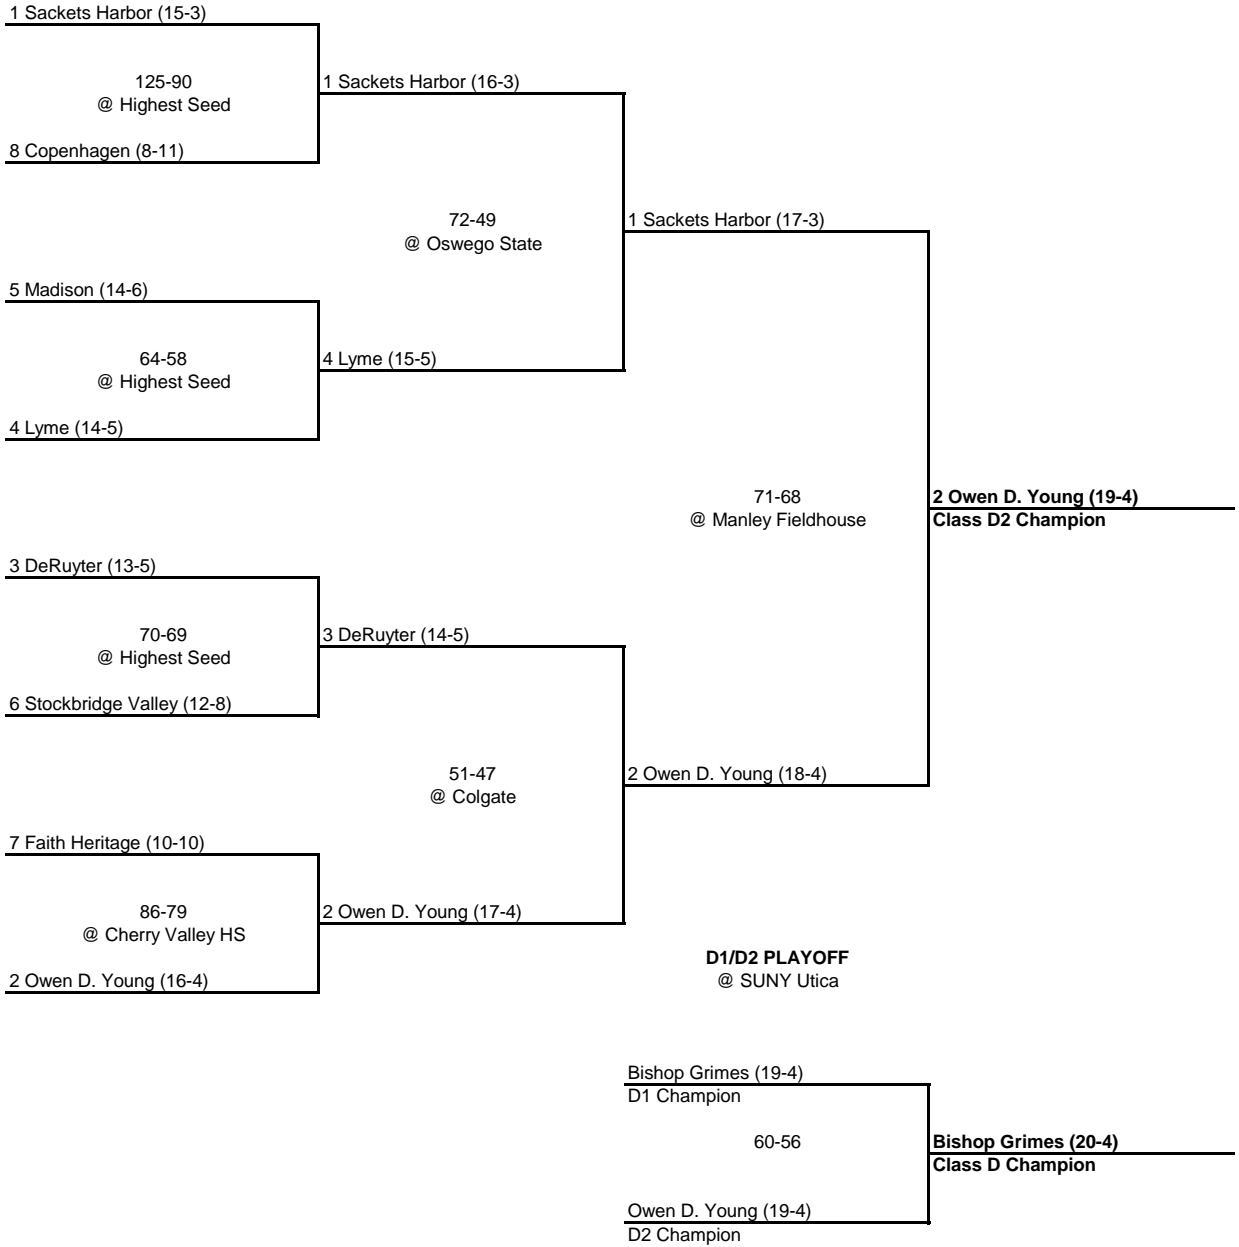 1 Sackets Harbor (15-3)
125-90
@ Highest Seed
1 Sackets Harbor (16-3)
8 Copenhagen (8-11)
72-49
@ Oswego State
1 Sackets Harbor (17-3)
5 Madison (14-6)
64-58
@ Highest Seed
4 Lyme (15-5)
4 Lyme (14-5)
71-68
@ Manley Fieldhouse
2 Owen D. Young (19-4)
Class D2 Champion
3 DeRuyter (13-5)
70-69
@ Highest Seed
3 DeRuyter (14-5)
6 Stockbridge Valley (12-8)
51-47
@ Colgate
2 Owen D. Young (18-4)
7 Faith Heritage (10-10)
86-79
@ Cherry Valley HS
2 Owen D. Young (17-4)
2 Owen D. Young (16-4)
D1/D2 PLAYOFF
@ SUNY Utica
Bishop Grimes (19-4)
D1 Champion
60-56
Bishop Grimes (20-4)
Class D Champion
Owen D. Young (19-4)
D2 Champion